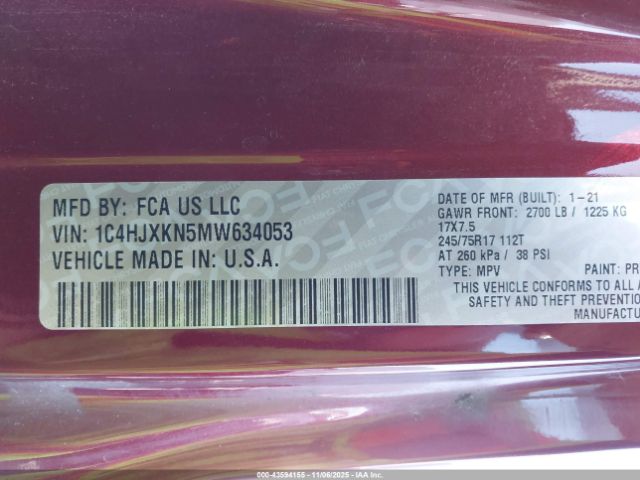 MFD BY: FCA US LLC
VIN: 1C4HJXKN5MW634053
VEHICLE MADE IN: U.S.A.
DATE OF MFR (BUILT): 1-21
GAWR FRONT: 2700 LB / 1225 KG
17X7.5
245/75R17 112T
AT 260 kPa / 38 PSI
TYPE: MPV PAINT: PR
THIS VEHICLE CONFORMS TO ALL A
SAFETY AND THEFT PREVENTION
MANUFACTU
000-43594155 - 11/06/2025 - IAAI.COM